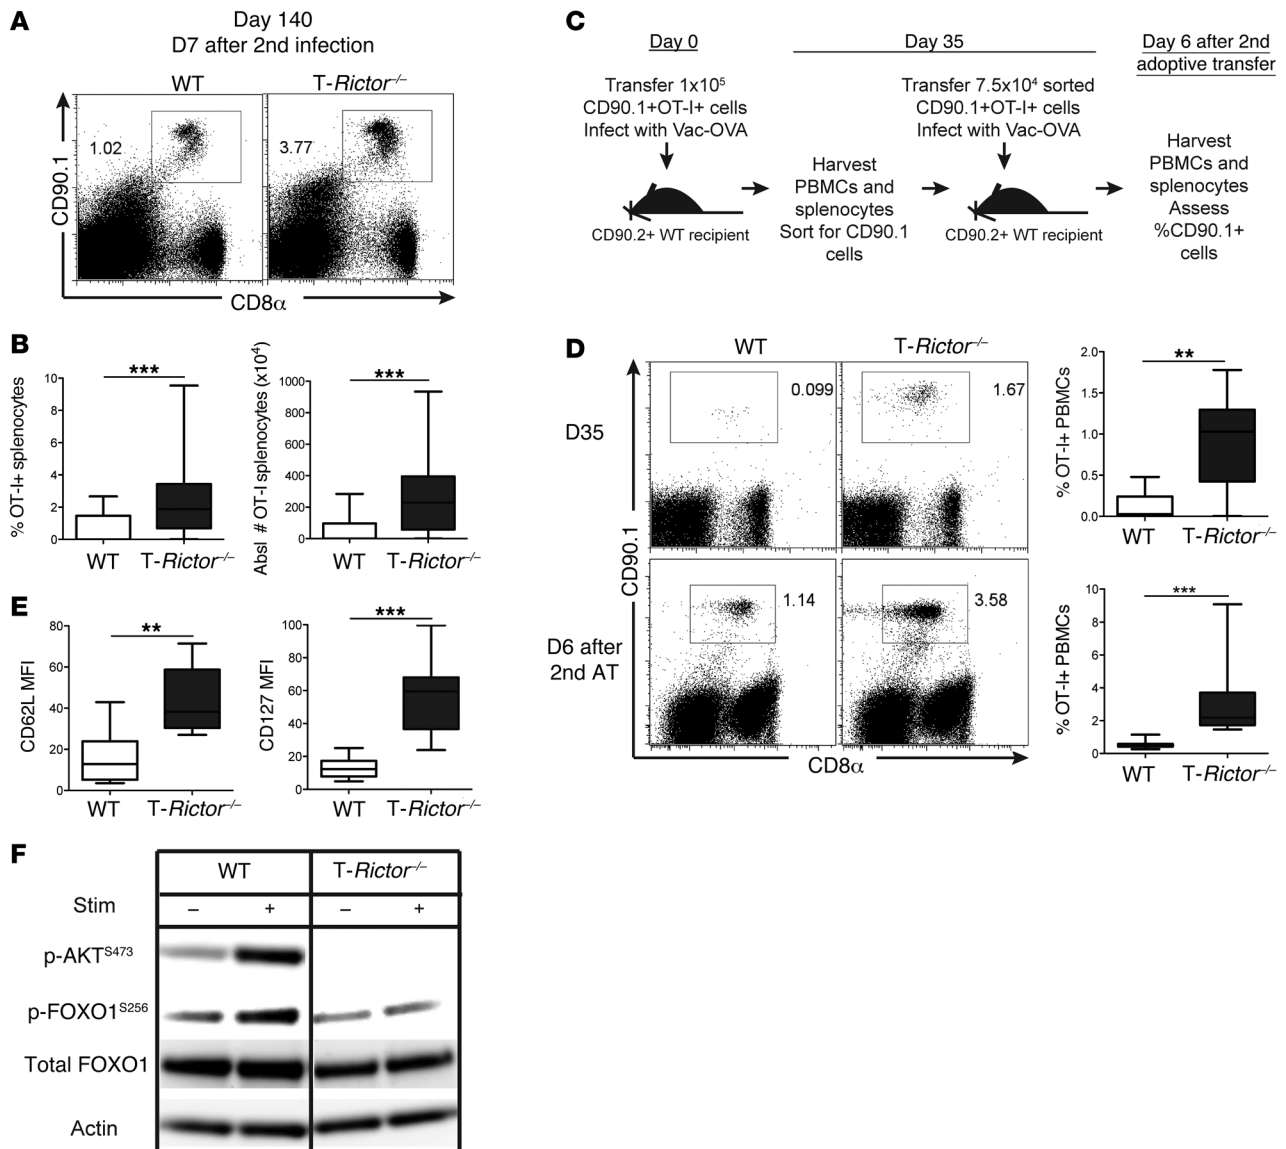 A
Day 140
D7 after 2nd infection
WT
T-Rictor–/–
1.02
3.77
CD90.1
CD8α
B
% OT-I+ splenocytes
10
8
6
4
2
0
***
WT
T-Rictor–/–
Absl # OT-I splenocytes (x10⁴)
1000
800
600
400
200
0
***
WT
T-Rictor–/–
C
Day 0
Day 35
Day 6 after 2nd
adoptive transfer
Transfer 1x10⁵
CD90.1+OT-I+ cells
Infect with Vac-OVA
CD90.2+ WT recipient
Harvest
PBMCs and
splenocytes
Sort for CD90.1
cells
Transfer 7.5x10⁴ sorted
CD90.1+OT-I+ cells
Infect with Vac-OVA
CD90.2+ WT recipient
Harvest
PBMCs and
splenocytes
Assess
%CD90.1+
cells
D
WT
T-Rictor–/–
D35
0.099
1.67
D6 after
2nd AT
1.14
3.58
CD90.1
CD8α
% OT-I+ PBMCs
2.0
1.5
1.0
0.5
0.0
**
WT
T-Rictor–/–
% OT-I+ PBMCs
10
8
6
4
2
0
***
WT
T-Rictor–/–
E
CD62L MFI
80
60
40
20
0
**
WT
T-Rictor–/–
CD127 MFI
100
80
60
40
20
0
***
WT
T-Rictor–/–
F
WT
T-Rictor–/–
Stim
–
+
–
+
p-AKTS473
p-FOXO1S256
Total FOXO1
Actin